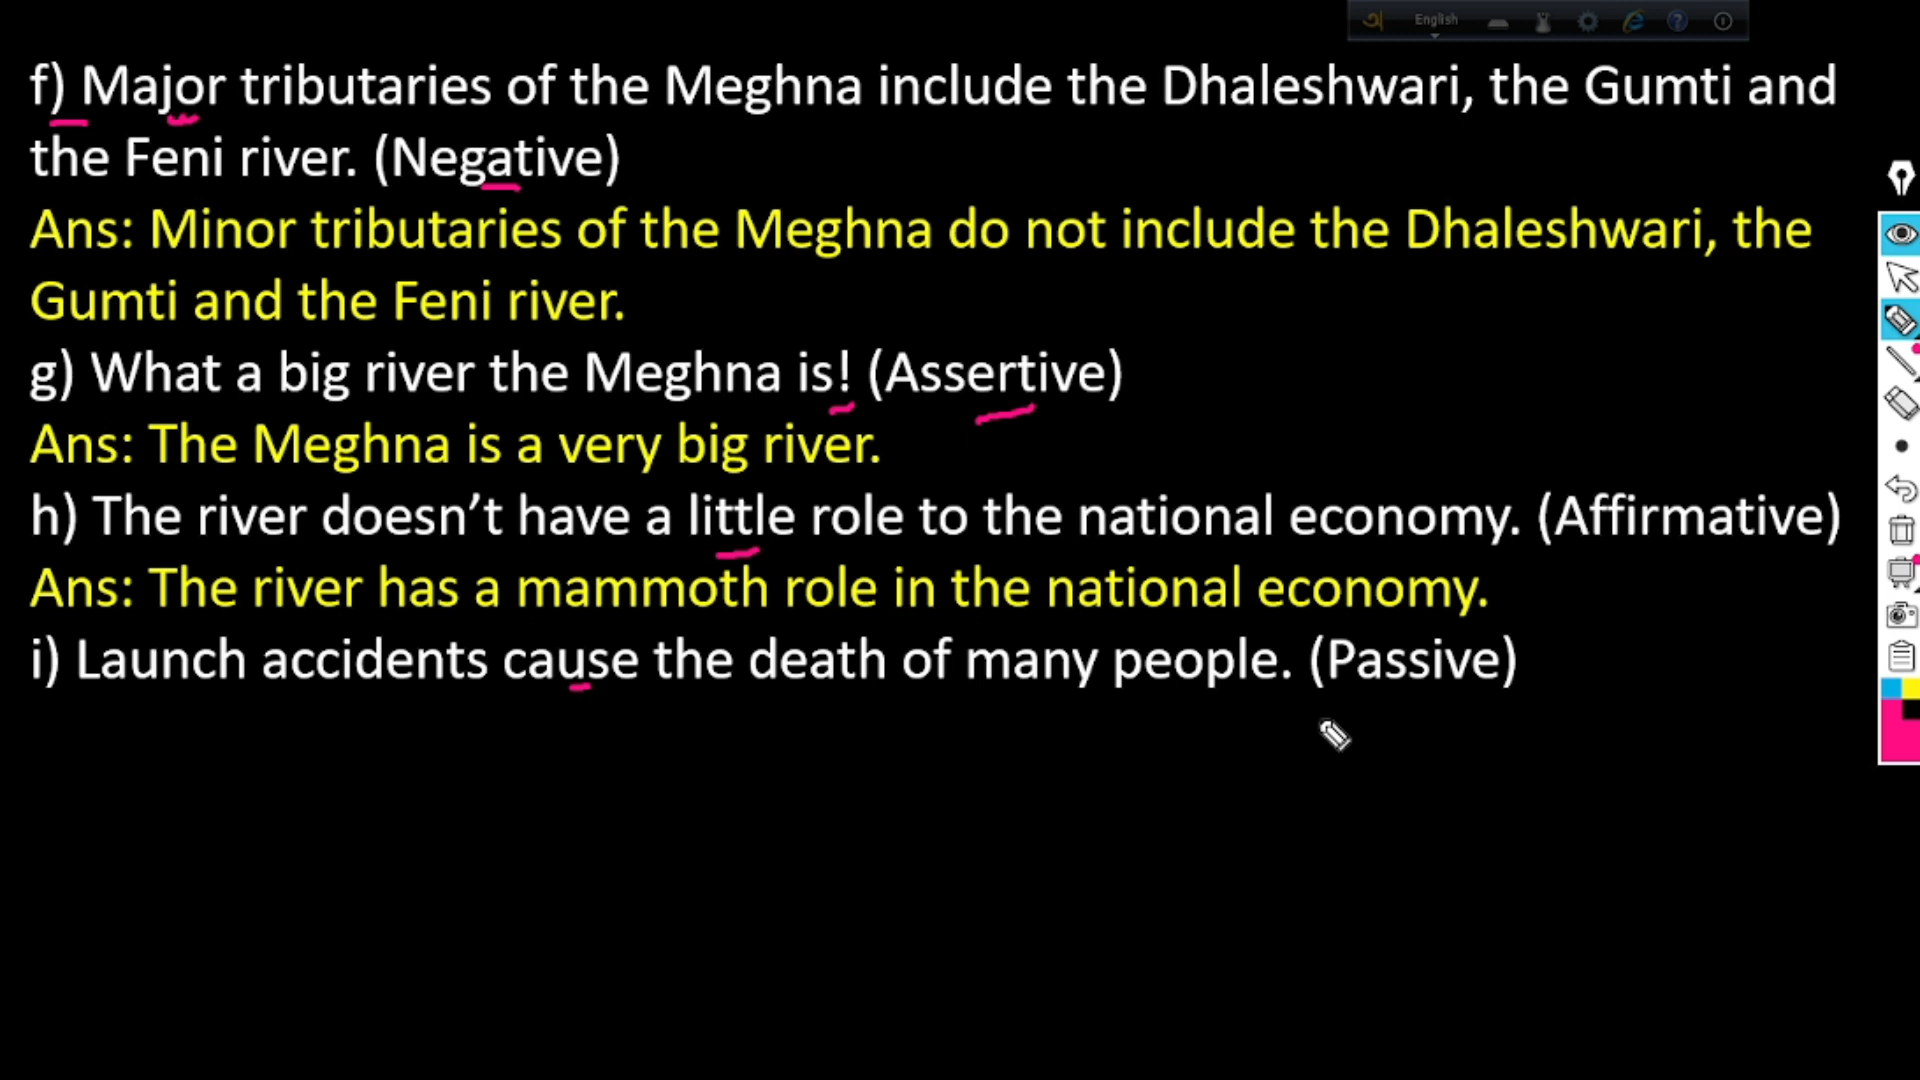 English
f) Major tributaries of the Meghna include the Dhaleshwari, the Gumti and
the Feni river. (Negative)
Ans: Minor tributaries of the Meghna do not include the Dhaleshwari, the
Gumti and the Feni river.
g) What a big river the Meghna is! (Assertive)
Ans: The Meghna is a very big river.
h) The river doesn’t have a little role to the national economy. (Affirmative)
Ans: The river has a mammoth role in the national economy.
i) Launch accidents cause the death of many people. (Passive)